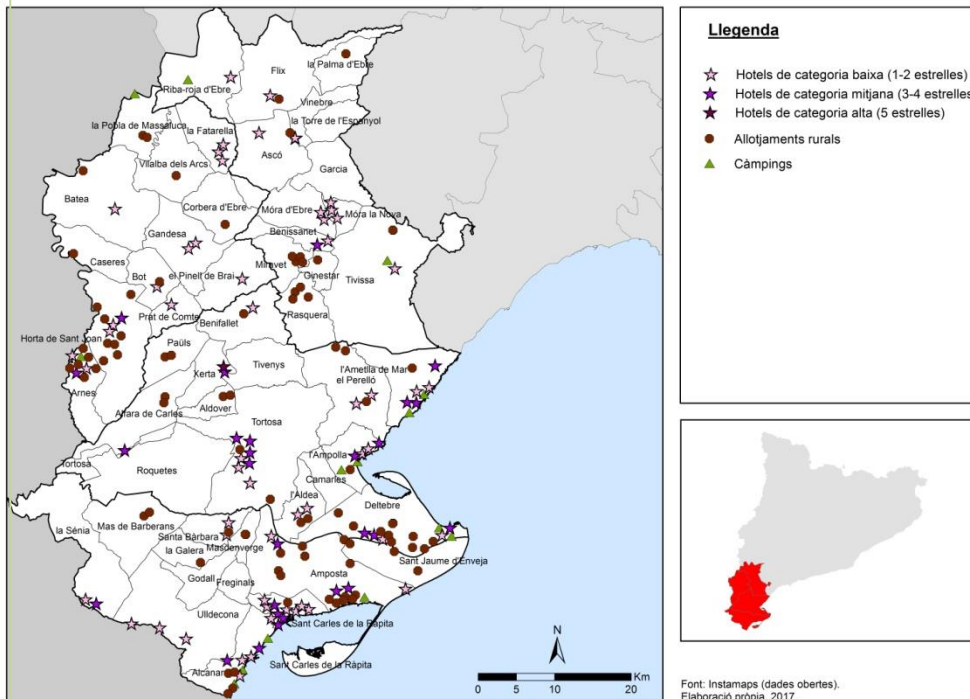 la Palma d'Ebre
Flix
Riba-roja d'Ebre
Vinebre
la Torre de l'Espanyol
la Pobla de Massaluca
la Fatarella
Ascó
Vilalba dels Arcs
Garcia
Batea
Corbera d'Ebre
Móra d'Ebre
Móra la Nova
Gandesa
Benissanet
Caseres
Miravet
Bot
el Pinell de Brai
Ginestar
Tivissa
Prat de Comte
Rasquera
Benifallet
Horta de Sant Joan
Paüls
Tivenys
l'Ametlla de Mar
Xerta
el Perelló
Arnes
Aldover
Alfara de Carles
Tortosa
l'Ampolla
Tortosa
Roquetes
Camarles
l'Aldea
Deltebre
la Sénia
Mas de Barberans
Santa Bàrbara
Masdenverge
la Galera
Sant Jaume d'Enveja
Amposta
Godall
Freginals
Ulldecona
Sant Carles de la Ràpita
Sant Carles de la Ràpita
Alcanar
N
Km
0 5 10 20
Llegenda
Hotels de categoria baixa (1-2 estrelles)
Hotels de categoria mitjana (3-4 estrelles
Hotels de categoria alta (5 estrelles)
Allotjaments rurals
Càmpings
Font: Instamaps (dades obertes).
Elaboració pròpia, 2017